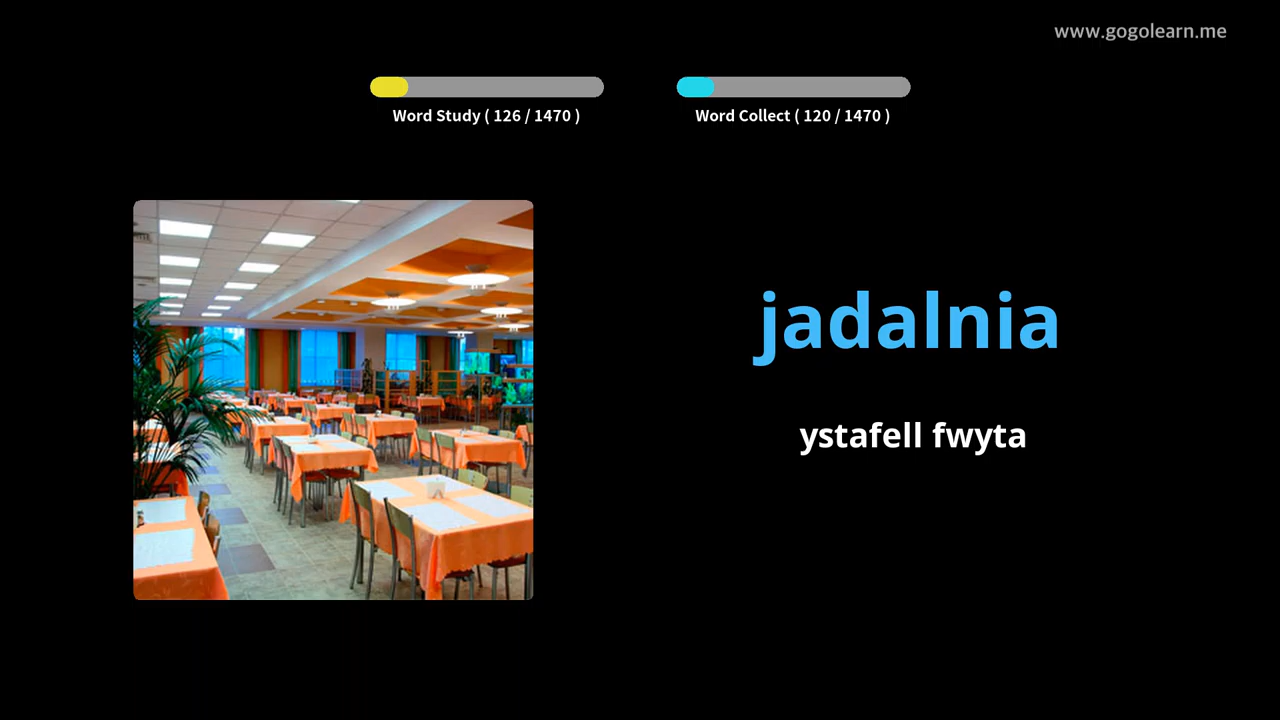 www.gogolearn.me
Word Study ( 126 / 1470 )
Word Collect ( 120 / 1470 )
jadalnia
ystafell fwyta